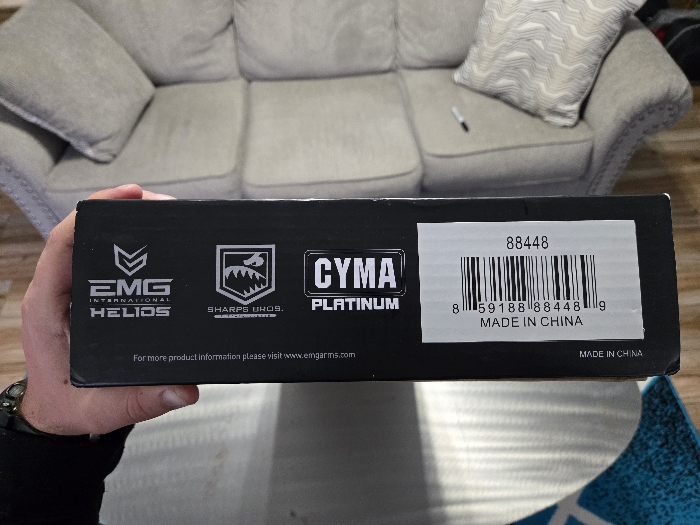 EMG
INTERNATIONAL
HELIOS
SHARPS BROS.
CYMA
PLATINUM
88448
8 59188 88448 9
MADE IN CHINA
For more product information please visit www.emgarms.com
MADE IN CHINA